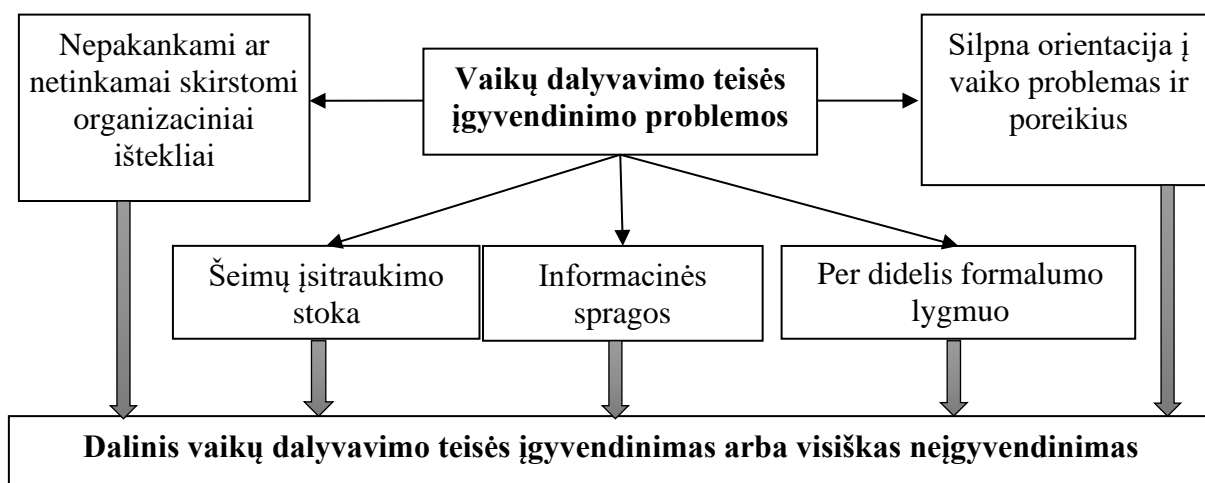 Nepakankami ar
netinkamai skirstomi
organizaciniai
ištekliai
Vaikų dalyvavimo teisės
įgyvendinimo problemos
Silpna orientacija į
vaiko problemas ir
poreikius
Šeimų įsitraukimo
stoka
Informacinės
spragos
Per didelis formalumo
lygmuo
Dalinis vaikų dalyvavimo teisės įgyvendinimas arba visiškas neįgyvendinimas